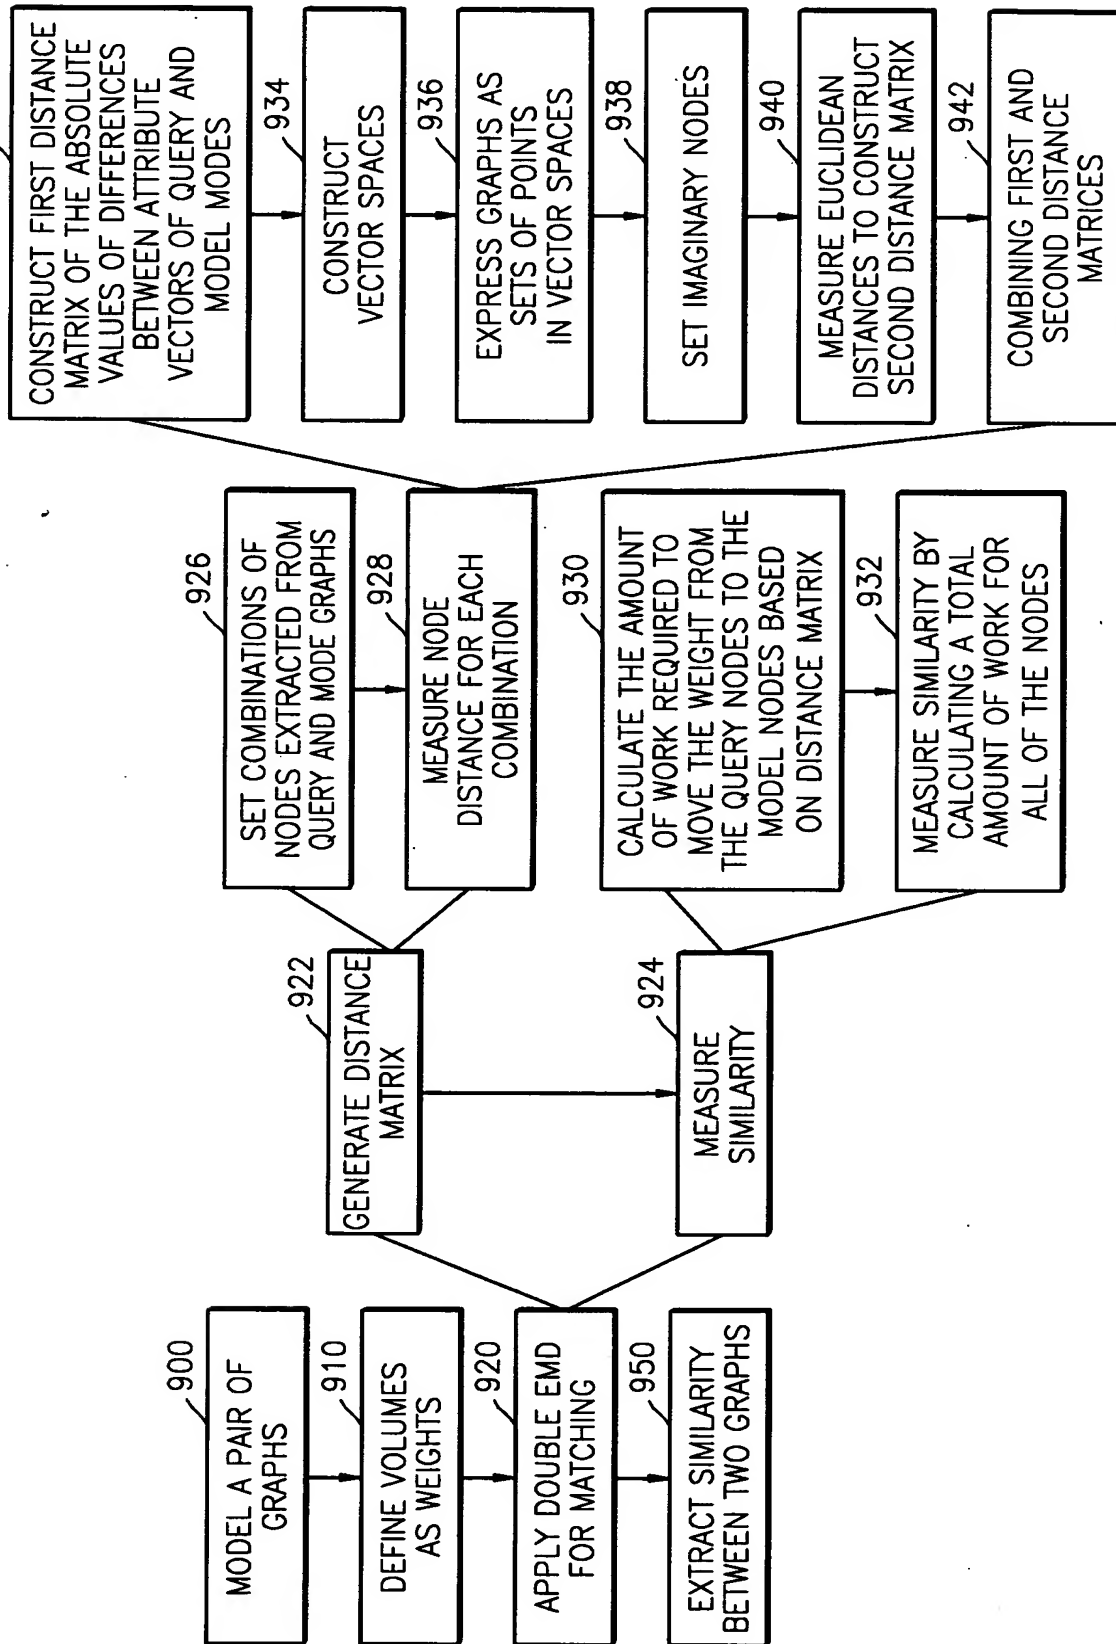 900
MODEL A PAIR OF
GRAPHS
910
DEFINE VOLUMES
AS WEIGHTS
920
APPLY DOUBLE EMD
FOR MATCHING
950
EXTRACT SIMILARITY
BETWEEN TWO GRAPHS
922
GENERATE DISTANCE
MATRIX
924
MEASURE
SIMILARITY
926
SET COMBINATIONS OF
NODES EXTRACTED FROM
QUERY AND MODE GRAPHS
928
MEASURE NODE
DISTANCE FOR EACH
COMBINATION
930
CALCULATE THE AMOUNT
OF WORK REQUIRED TO
MOVE THE WEIGHT FROM
THE QUERY NODES TO THE
MODEL NODES BASED
ON DISTANCE MATRIX
932
MEASURE SIMILARITY BY
CALCULATING A TOTAL
AMOUNT OF WORK FOR
ALL OF THE NODES
CONSTRUCT FIRST DISTANCE
MATRIX OF THE ABSOLUTE
VALUES OF DIFFERENCES
BETWEEN ATTRIBUTE
VECTORS OF QUERY AND
MODEL MODES
934
CONSTRUCT
VECTOR SPACES
936
EXPRESS GRAPHS AS
SETS OF POINTS
IN VECTOR SPACES
938
SET IMAGINARY NODES
940
MEASURE EUCLIDEAN
DISTANCES TO CONSTRUCT
SECOND DISTANCE MATRIX
942
COMBINING FIRST AND
SECOND DISTANCE
MATRICES